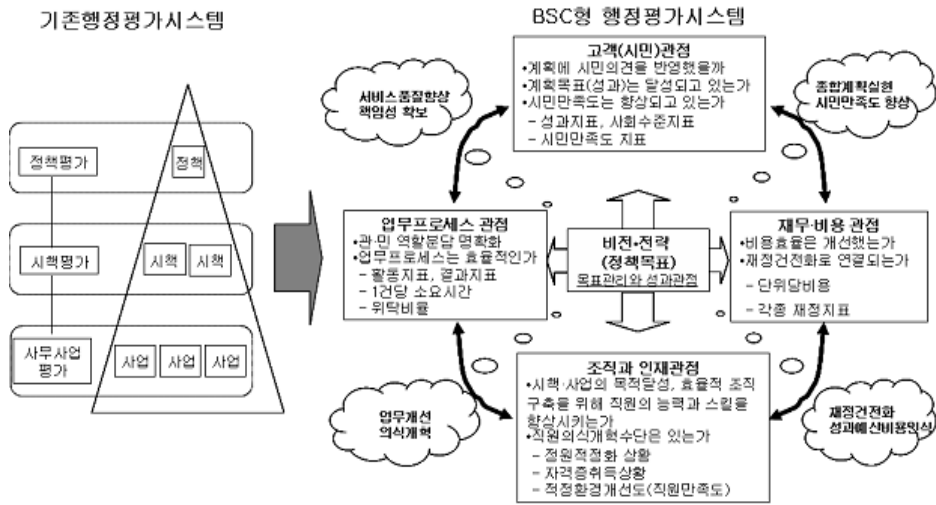 기존행정평가시스템
BSC형 행정평가시스템
정책평가
정책
시책평가
시책
시책
사무사업
평가
사업
사업
사업
고객(시민)관점
•계획에 시민의견을 반영했을까
•계획목표(성과)는 달성되고 있는가
•시민만족도는 향상되고 있는가
– 성과지표, 사회수준지표
– 시민만족도 지표
서비스품질향상
책임성 확보
종합계획실현
시민만족도 향상
업무프로세스 관점
•관·민 역할분담 명확화
•업무프로세스는 효율적인가
– 활동지표, 결과지표
– 1건당 소요시간
– 위탁비율
비전•전략
(정책목표)
목표관리와 성과관점
재무·비용 관점
•비용효율은 개선했는가
•재정건전화로 연결되는가
– 단위당비용
– 각종 재정지표
조직과 인재관점
•시책·사업의 목적달성, 효율적 조직
구축을 위해 직원의 능력과 스킬을
향상시키는가
•직원의식개혁수단은 있는가
– 정원적정화 상황
– 자격증취득상황
– 적정환경개선도(직원만족도)
업무개선
의식개혁
재정건전화
성과예산비용인식